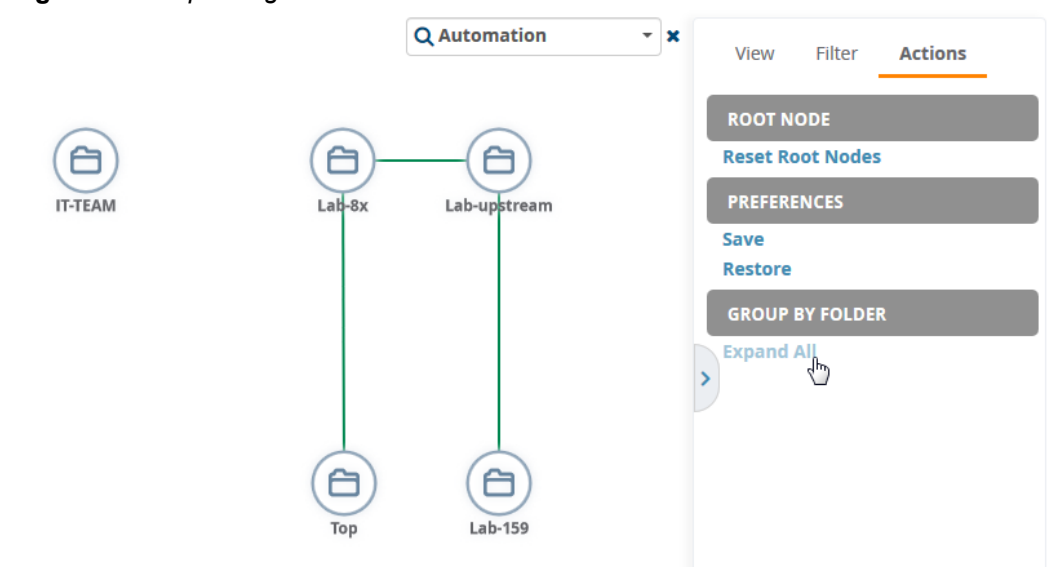 Automation
View Filter Actions
ROOT NODE
Reset Root Nodes
PREFERENCES
Save
Restore
GROUP BY FOLDER
Expand All
IT-TEAM
Lab-8x
Lab-upstream
Top
Lab-159